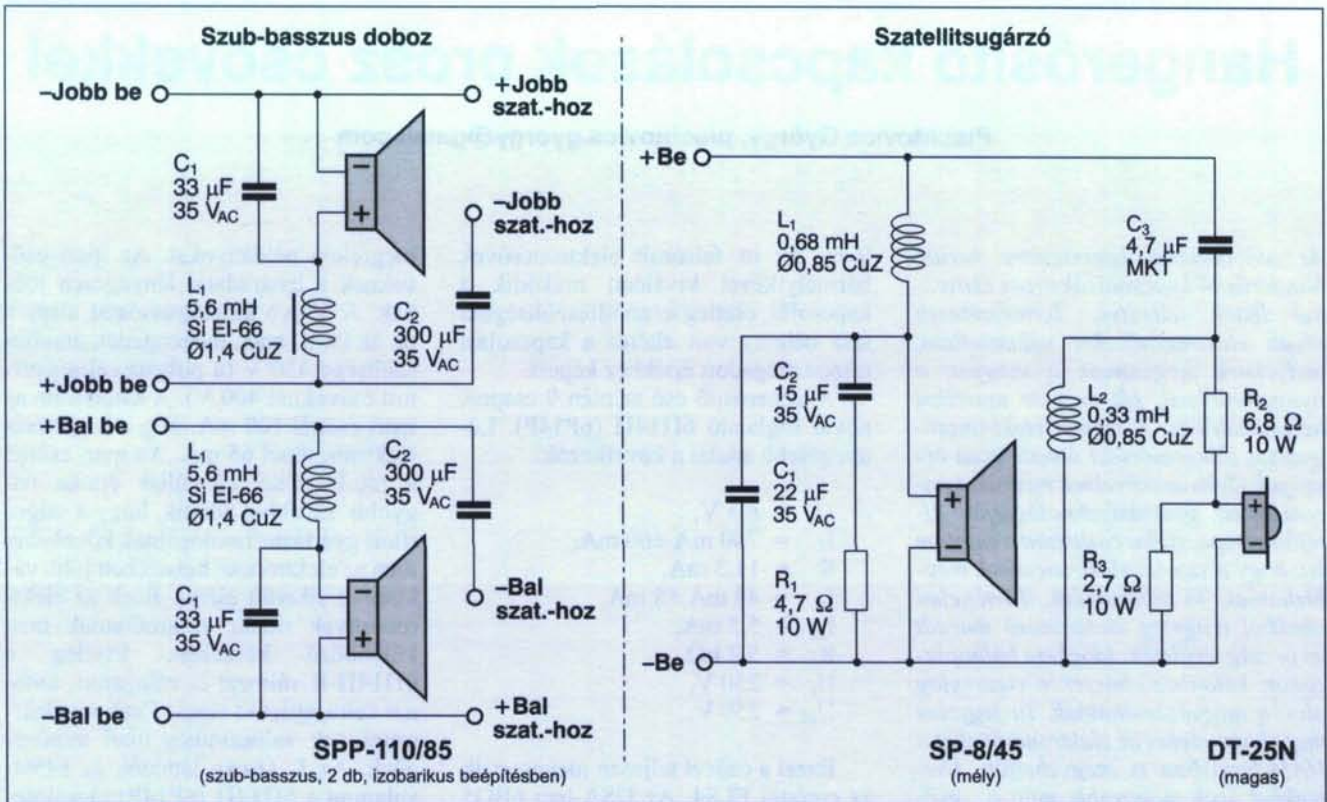 Szub-basszus doboz
–Jobb be
+Jobb
szat.-hoz
C₁
33 µF
35 V_AC
–
+
–Jobb
szat.-hoz
L₁
5,6 mH
Si EI-66
Ø1,4 CuZ
C₂
300 µF
35 V_AC
+Jobb be
+Bal be
L₁
5,6 mH
Si EI-66
Ø1,4 CuZ
C₂
300 µF
35 V_AC
C₁
33 µF
35 V_AC
–
+
–Bal
szat.-hoz
–Bal be
+Bal
szat.-hoz
SPP-110/85
(szub-basszus, 2 db, izobarikus beépítésben)
Szatellitsugárzó
+Be
L₁
0,68 mH
Ø0,85 CuZ
C₃
4,7 µF
MKT
C₂
15 µF
35 V_AC
L₂
0,33 mH
Ø0,85 CuZ
R₂
6,8 Ω
10 W
C₁
22 µF
35 V_AC
R₁
4,7 Ω
10 W
+
–
R₃
2,7 Ω
10 W
+
–
–Be
SP-8/45
(mély)
DT-25N
(magas)